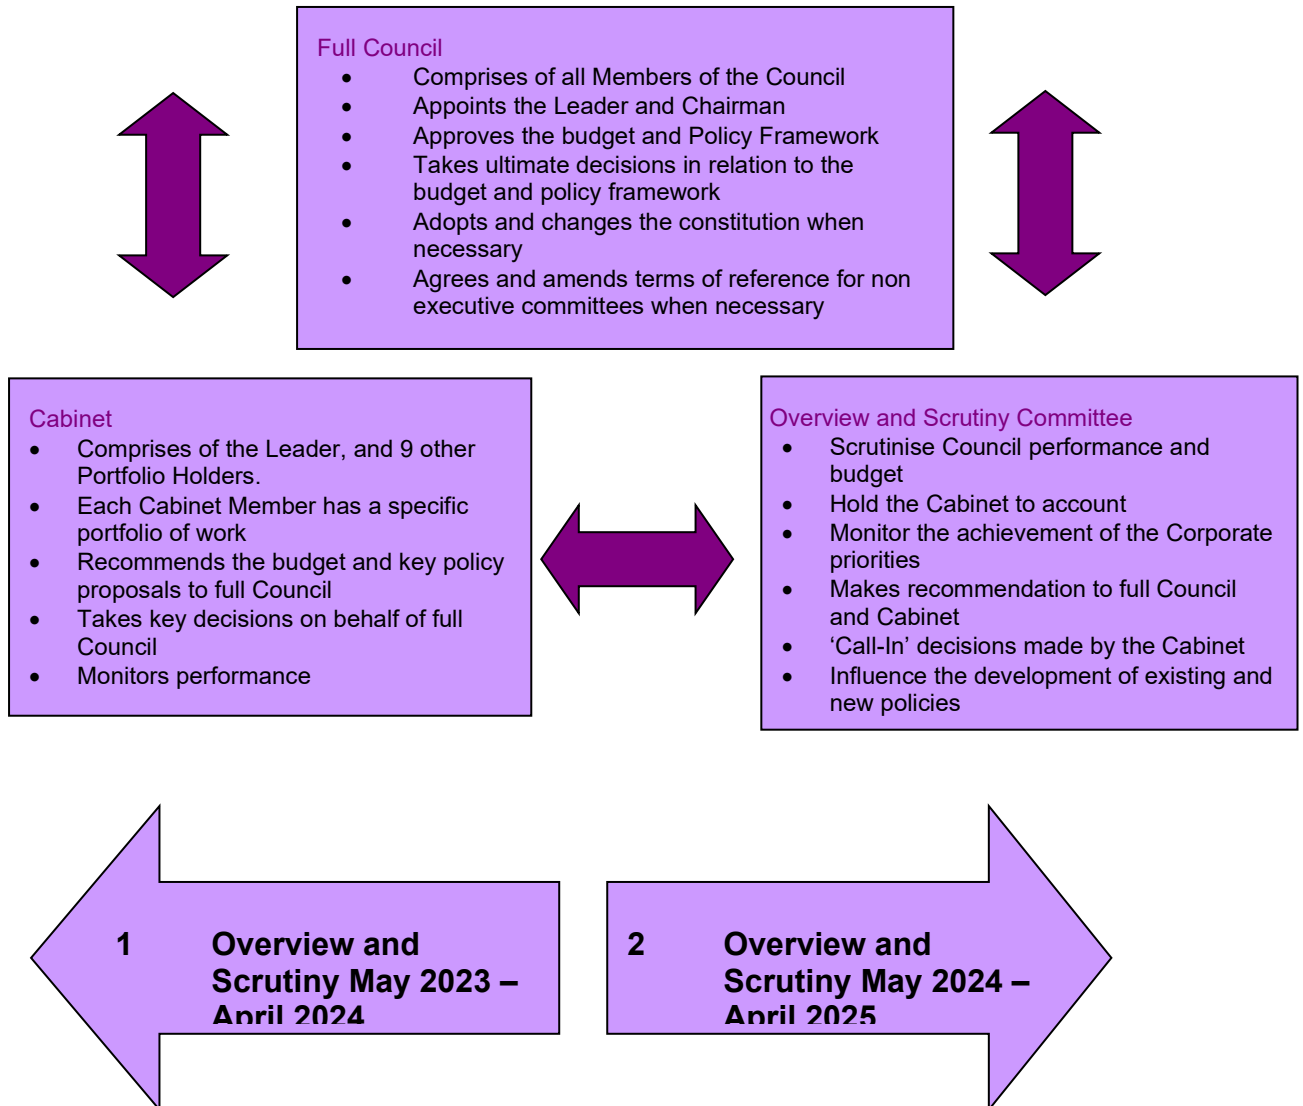 Full Council
• Comprises of all Members of the Council
• Appoints the Leader and Chairman
• Approves the budget and Policy Framework
• Takes ultimate decisions in relation to the
budget and policy framework
• Adopts and changes the constitution when
necessary
• Agrees and amends terms of reference for non
executive committees when necessary
Cabinet
• Comprises of the Leader, and 9 other
Portfolio Holders.
• Each Cabinet Member has a specific
portfolio of work
• Recommends the budget and key policy
proposals to full Council
• Takes key decisions on behalf of full
Council
• Monitors performance
Overview and Scrutiny Committee
• Scrutinise Council performance and
budget
• Hold the Cabinet to account
• Monitor the achievement of the Corporate
priorities
• Makes recommendation to full Council
and Cabinet
• ‘Call-In’ decisions made by the Cabinet
• Influence the development of existing and
new policies
1 Overview and
Scrutiny May 2023 –
April 2024
2 Overview and
Scrutiny May 2024 –
April 2025